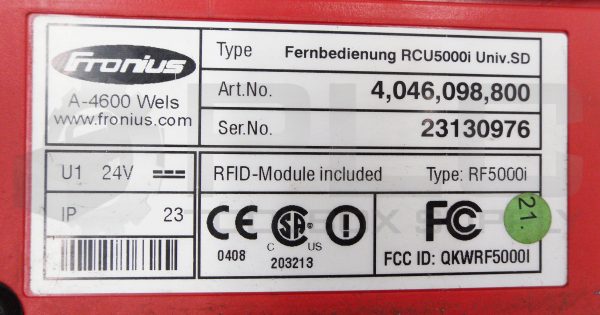 Fronius
A-4600 Wels
www.fronius.com
Type Fernbedienung RCU5000i Univ.SD
Art.No. 4,046,098,800
Ser.No. 23130976
U1 24V
IP 23
RFID-Module included Type: RF5000i
CE
0408
SA
C US
203213
FC
FCC ID: QKWRF5000I
21.
PLC